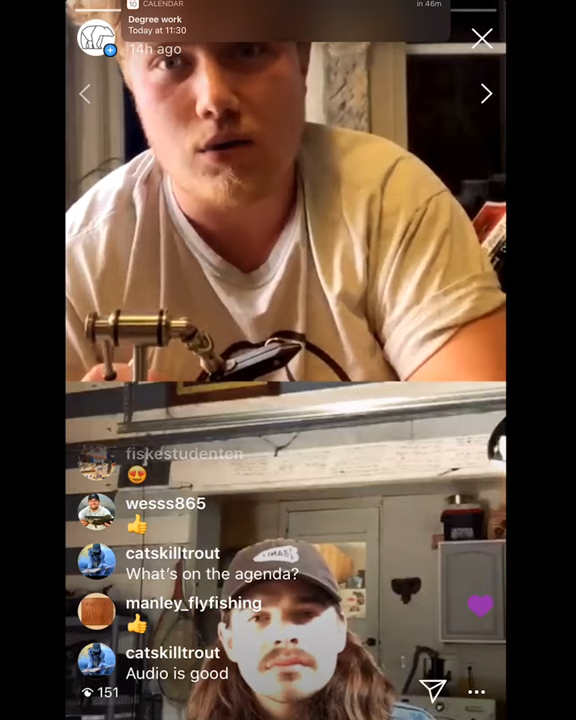 10 CALENDAR
in 46m
Degree work
Today at 11:30
14h ago
fiskestudenten
😍
wesss865
👍
catskilltrout
What's on the agenda?
manley_flyfishing
👍
catskilltrout
Audio is good
151